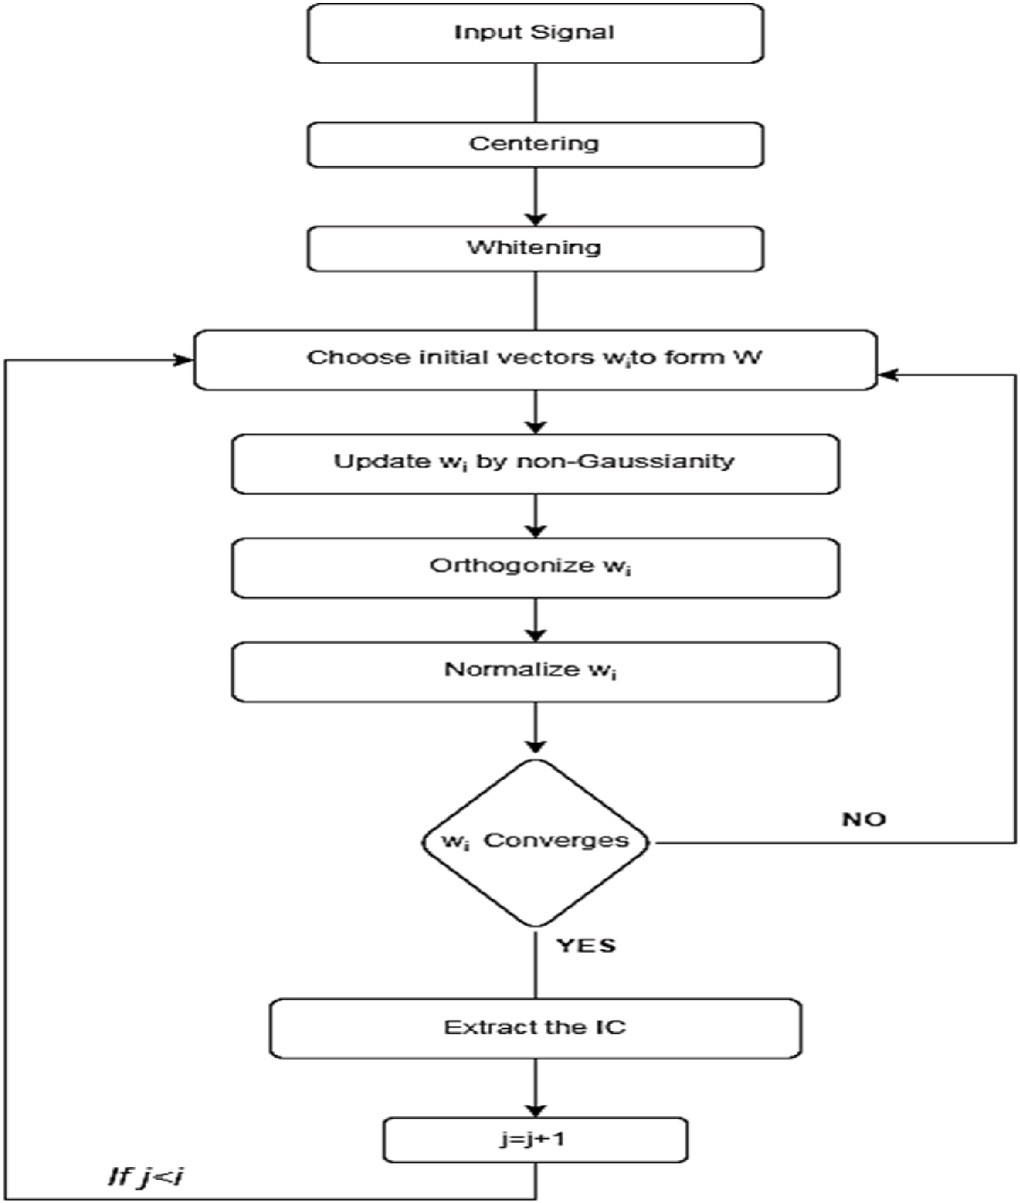 Input Signal
Centering
Whitening
Choose initial vectors wᵢto form W
Update wᵢ by non-Gaussianity
Orthogonize wᵢ
Normalize wᵢ
wᵢ Converges
NO
YES
Extract the IC
j=j+1
If j<i